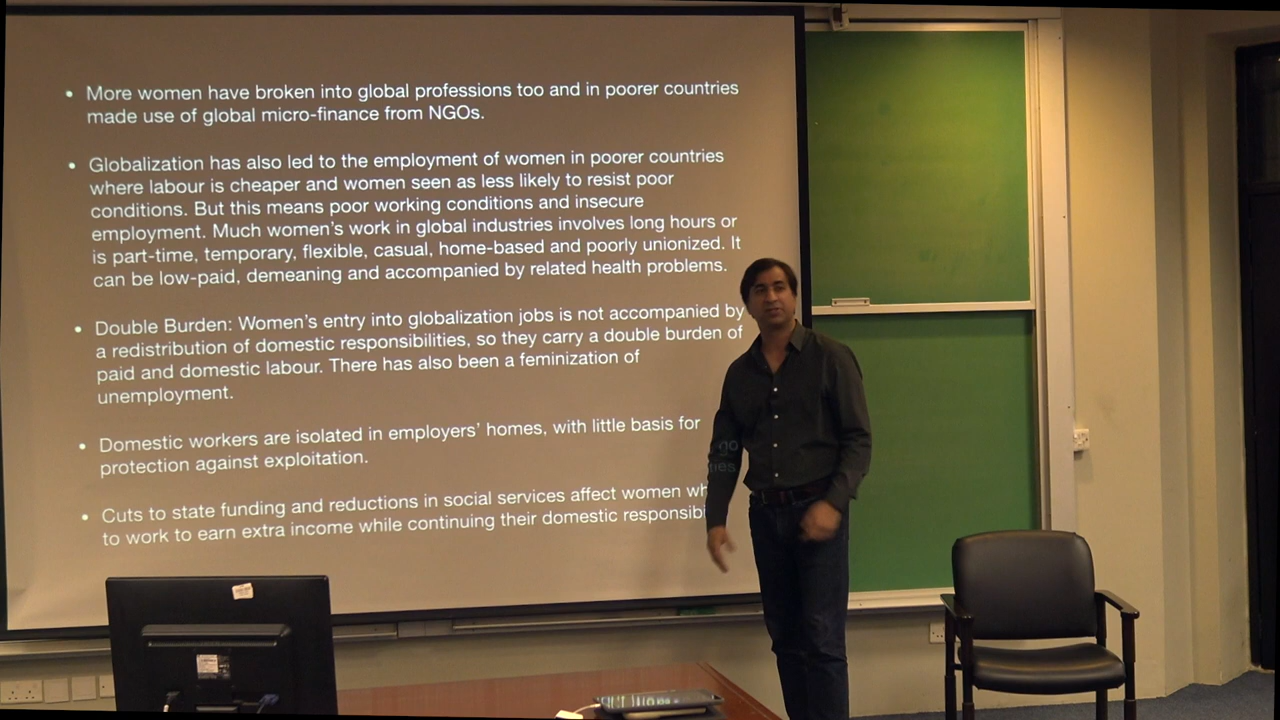 • More women have broken into global professions too and in poorer countries
made use of global micro-finance from NGOs.
• Globalization has also led to the employment of women in poorer countries
where labour is cheaper and women seen as less likely to resist poor
conditions. But this means poor working conditions and insecure
employment. Much women's work in global industries involves long hours or
is part-time, temporary, flexible, casual, home-based and poorly unionized. It
can be low-paid, demeaning and accompanied by related health problems.
• Double Burden: Women's entry into globalization jobs is not accompanied by
a redistribution of domestic responsibilities, so they carry a double burden of
paid and domestic labour. There has also been a feminization of
unemployment.
• Domestic workers are isolated in employers' homes, with little basis for
protection against exploitation.
• Cuts to state funding and reductions in social services affect women wh go
to work to earn extra income while continuing their domestic responsibi ties